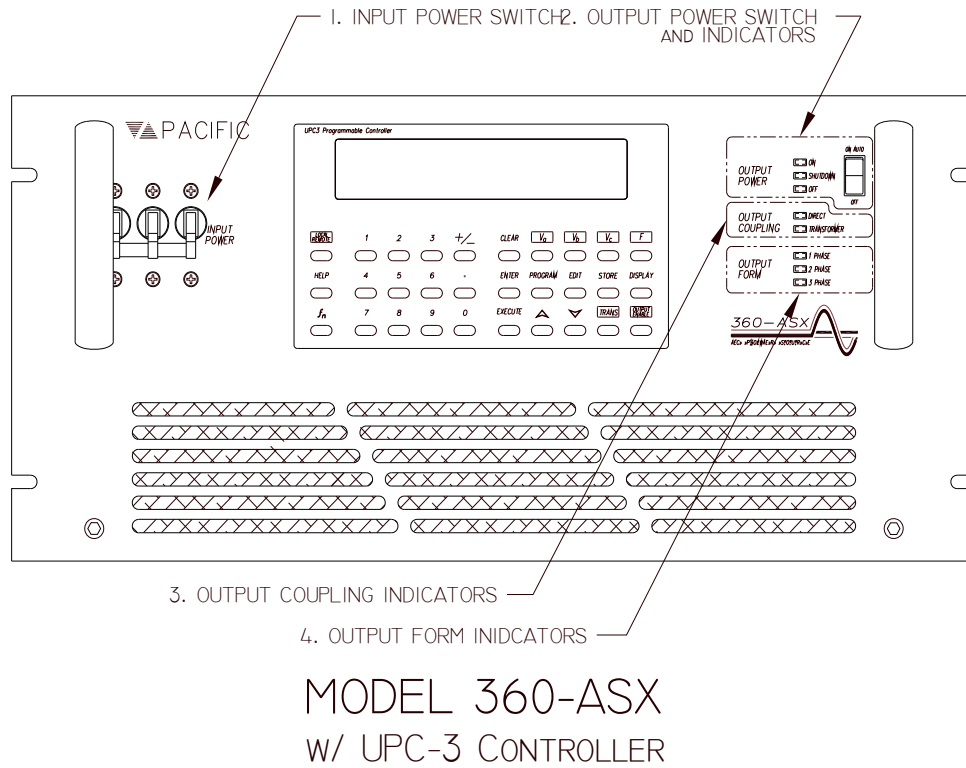 1. INPUT POWER SWITCH
2. OUTPUT POWER SWITCH
AND INDICATORS
PACIFIC
UPC3 Programmable Controller
INPUT
POWER
LOCAL
REMOTE
1 2 3 +/_ CLEAR Va Vb Vc F
HELP 4 5 6 . ENTER PROGRAM EDIT STORE DISPLAY
fn 7 8 9 0 EXECUTE TRANS OUTPUT
ENABLE
OUTPUT
POWER
ON
SHUTDOWN
OFF
ON AUTO
OFF
OUTPUT
COUPLING
DIRECT
TRANSFORMER
OUTPUT
FORM
1 PHASE
2 PHASE
3 PHASE
360-ASX
3. OUTPUT COUPLING INDICATORS
4. OUTPUT FORM INIDCATORS
MODEL 360-ASX
W/ UPC-3 CONTROLLER